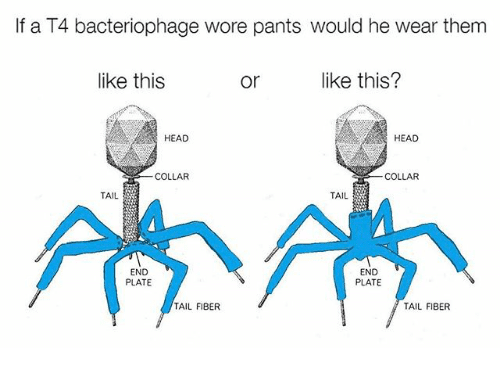 If a T4 bacteriophage wore pants would he wear them
like this or like this?
HEAD HEAD
COLLAR COLLAR
TAIL TAIL
END PLATE END PLATE
TAIL FIBER TAIL FIBER